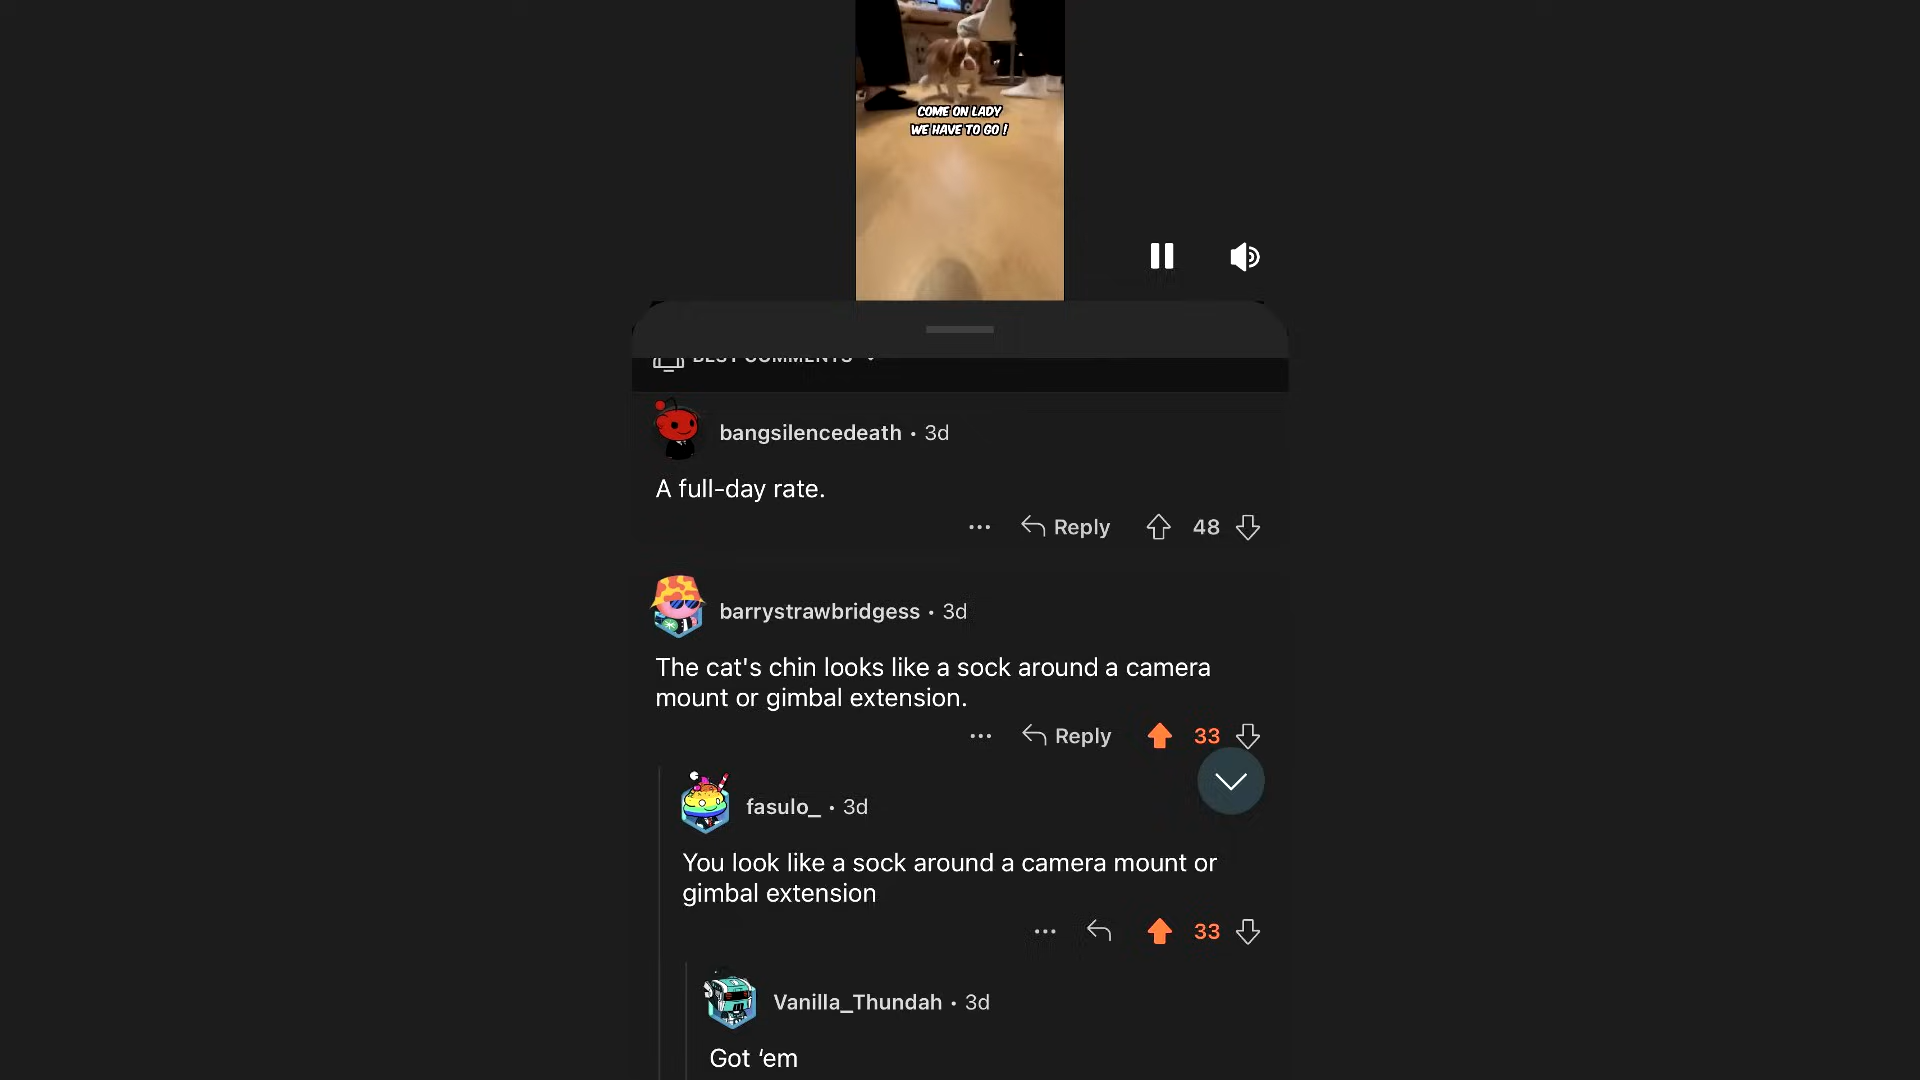 COME ON LADY
WE HAVE TO GO !
BEST COMMENTS
bangsilencedeath • 3d
A full-day rate.
Reply 48
barrystrawbridgess • 3d
The cat's chin looks like a sock around a camera
mount or gimbal extension.
Reply 33
fasulo_ • 3d
You look like a sock around a camera mount or
gimbal extension
33
Vanilla_Thundah • 3d
Got ‘em